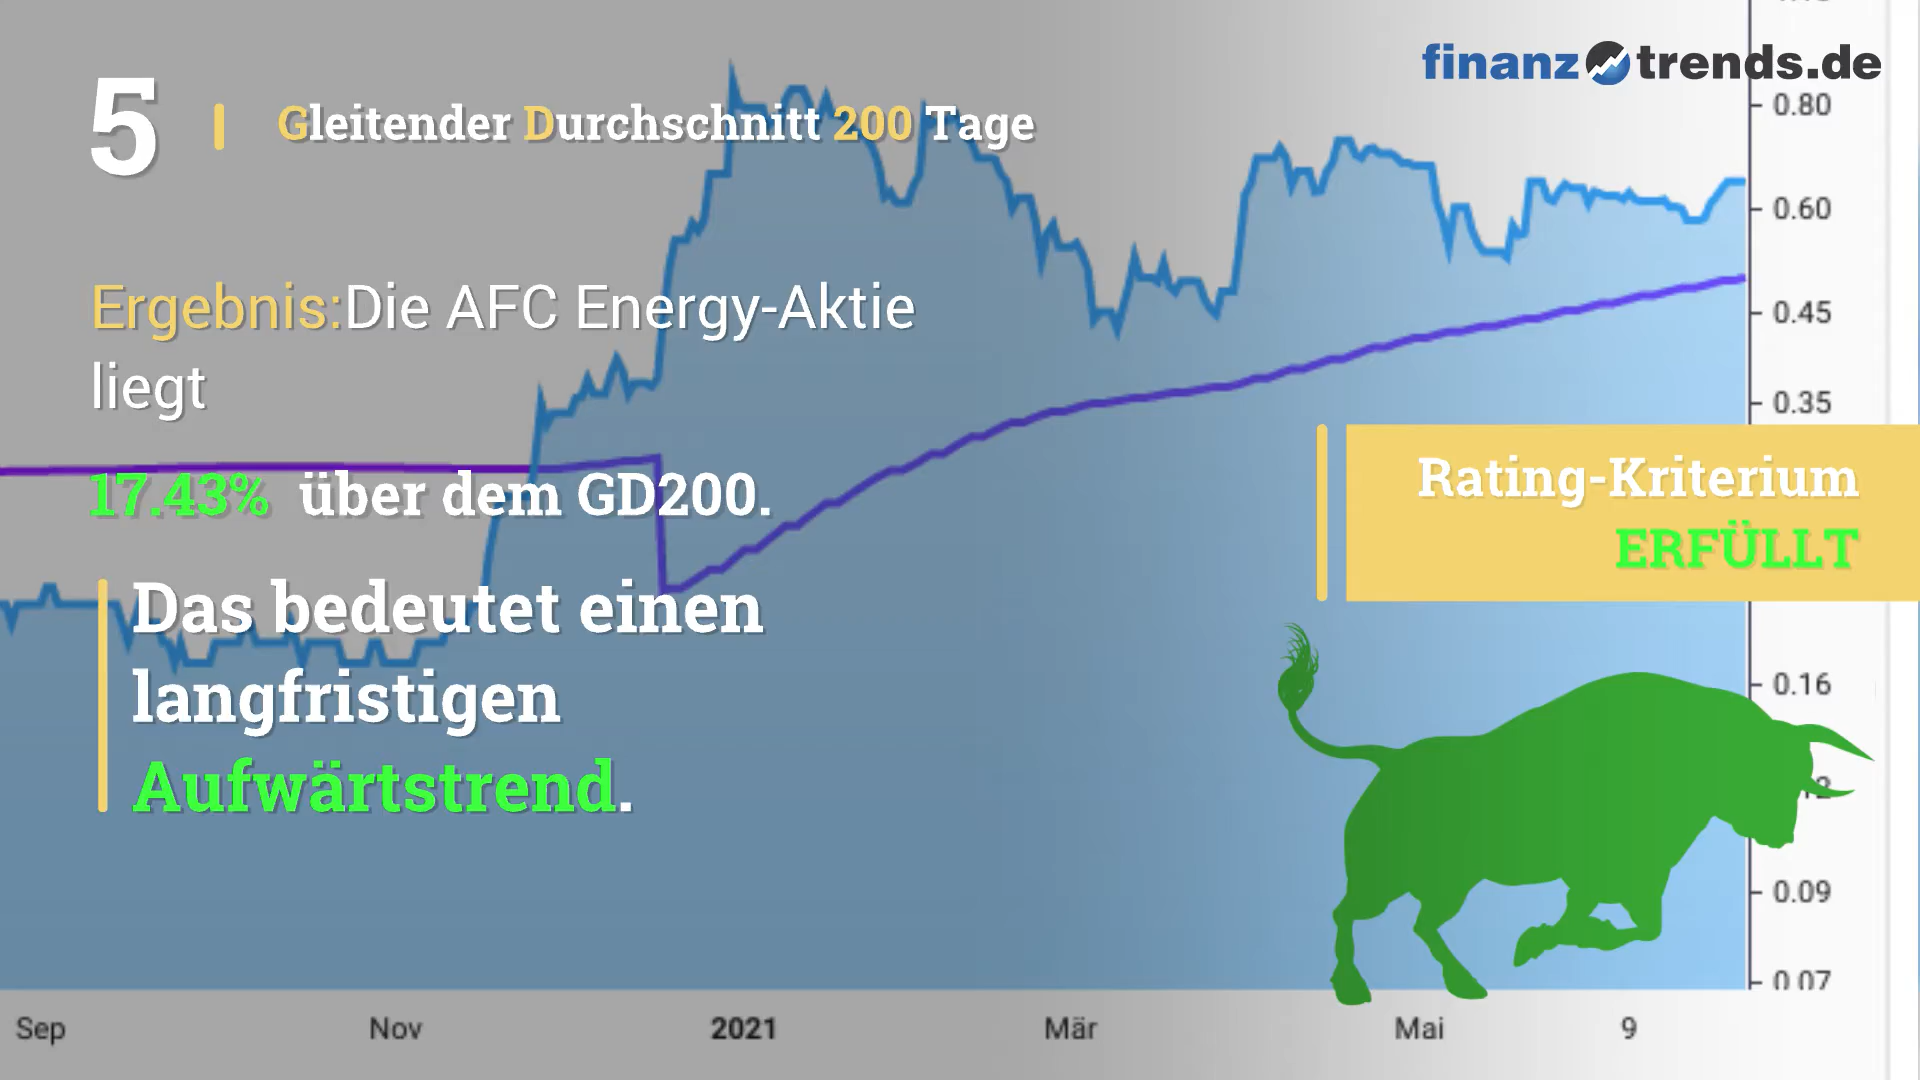 finanztrends.de
5
Gleitender Durchschnitt 200 Tage
Ergebnis:Die AFC Energy-Aktie
liegt
17.43% über dem GD200.
Das bedeutet einen
langfristigen
Aufwärtstrend.
Rating-Kriterium
ERFÜLLT
0.80
0.60
0.45
0.35
0.16
0.09
0.07
Sep Nov 2021 Mär Mai 9